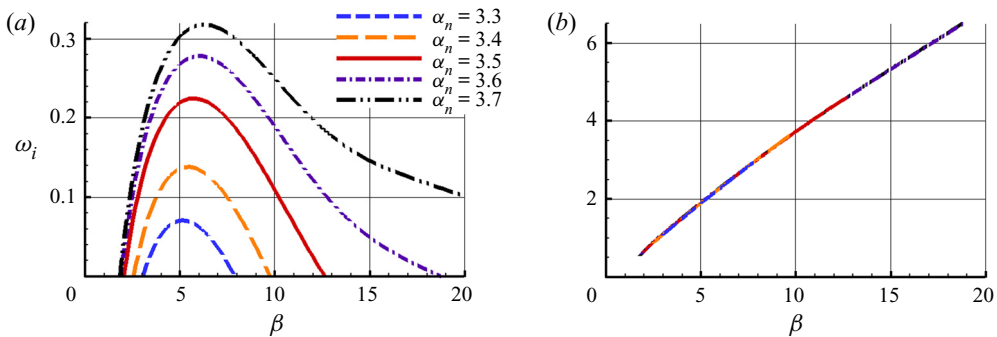 (a)
0.3
0.2
ω_i
0.1
0 5 10 15 20
β
α_n = 3.3
α_n = 3.4
α_n = 3.5
α_n = 3.6
α_n = 3.7
(b)
6
4
2
0 5 10 15 20
β